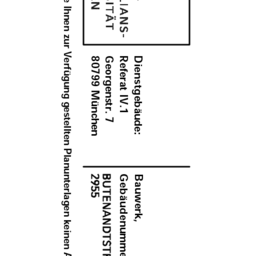 IANS-
ITÄT
N
Dienstgebäude:
Referat IV.1
Georgenstr. 7
80799 München
Bauwerk,
Gebäudenumme
BUTENANDTSTR
2955
e Ihnen zur Verfügung gestellten Planunterlagen keinen A